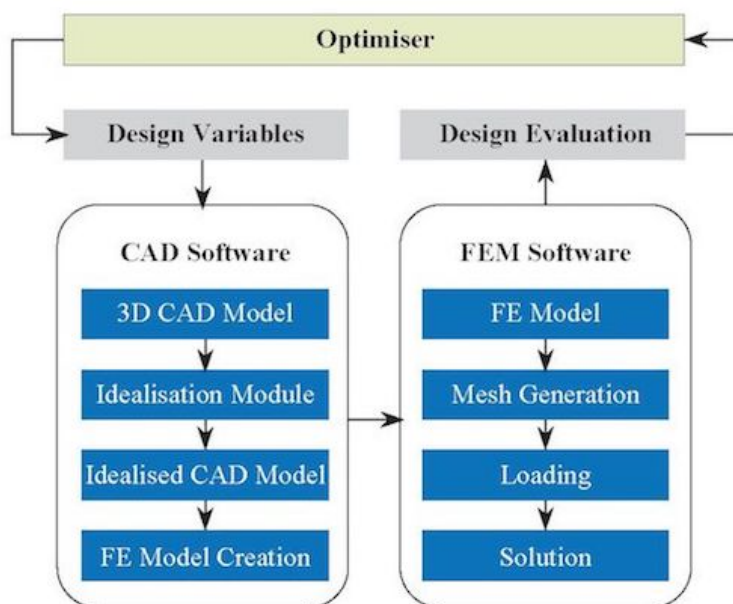 Optimiser
Design Variables
Design Evaluation
CAD Software
3D CAD Model
Idealisation Module
Idealised CAD Model
FE Model Creation
FEM Software
FE Model
Mesh Generation
Loading
Solution